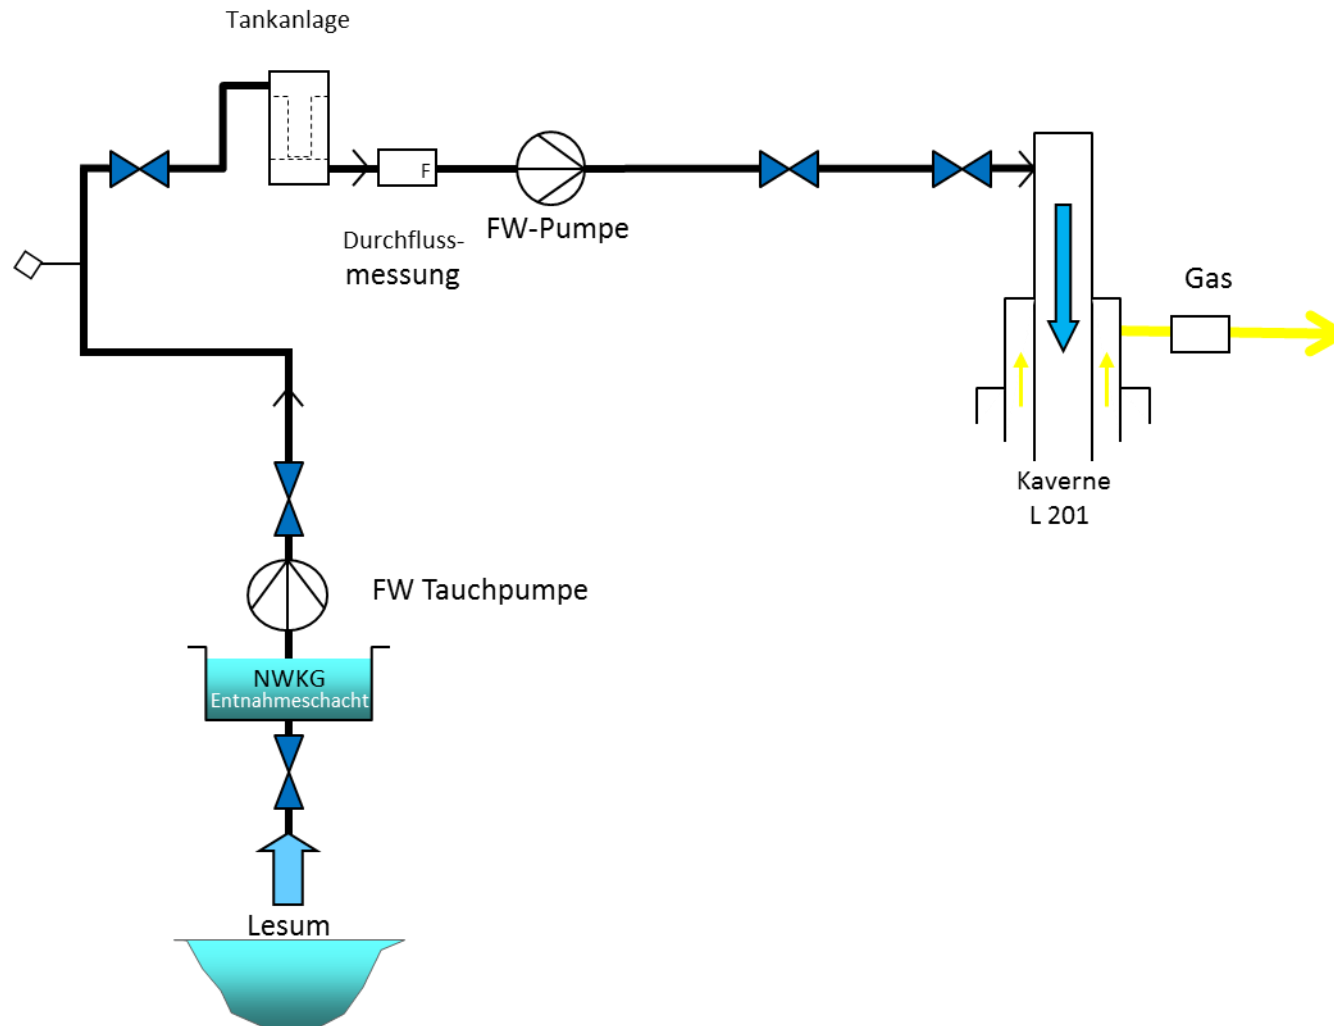 Tankanlage
F
Durchfluss-
messung
FW-Pumpe
Gas
Kaverne
L 201
FW Tauchpumpe
NWKG
Entnahmeschacht
Lesum